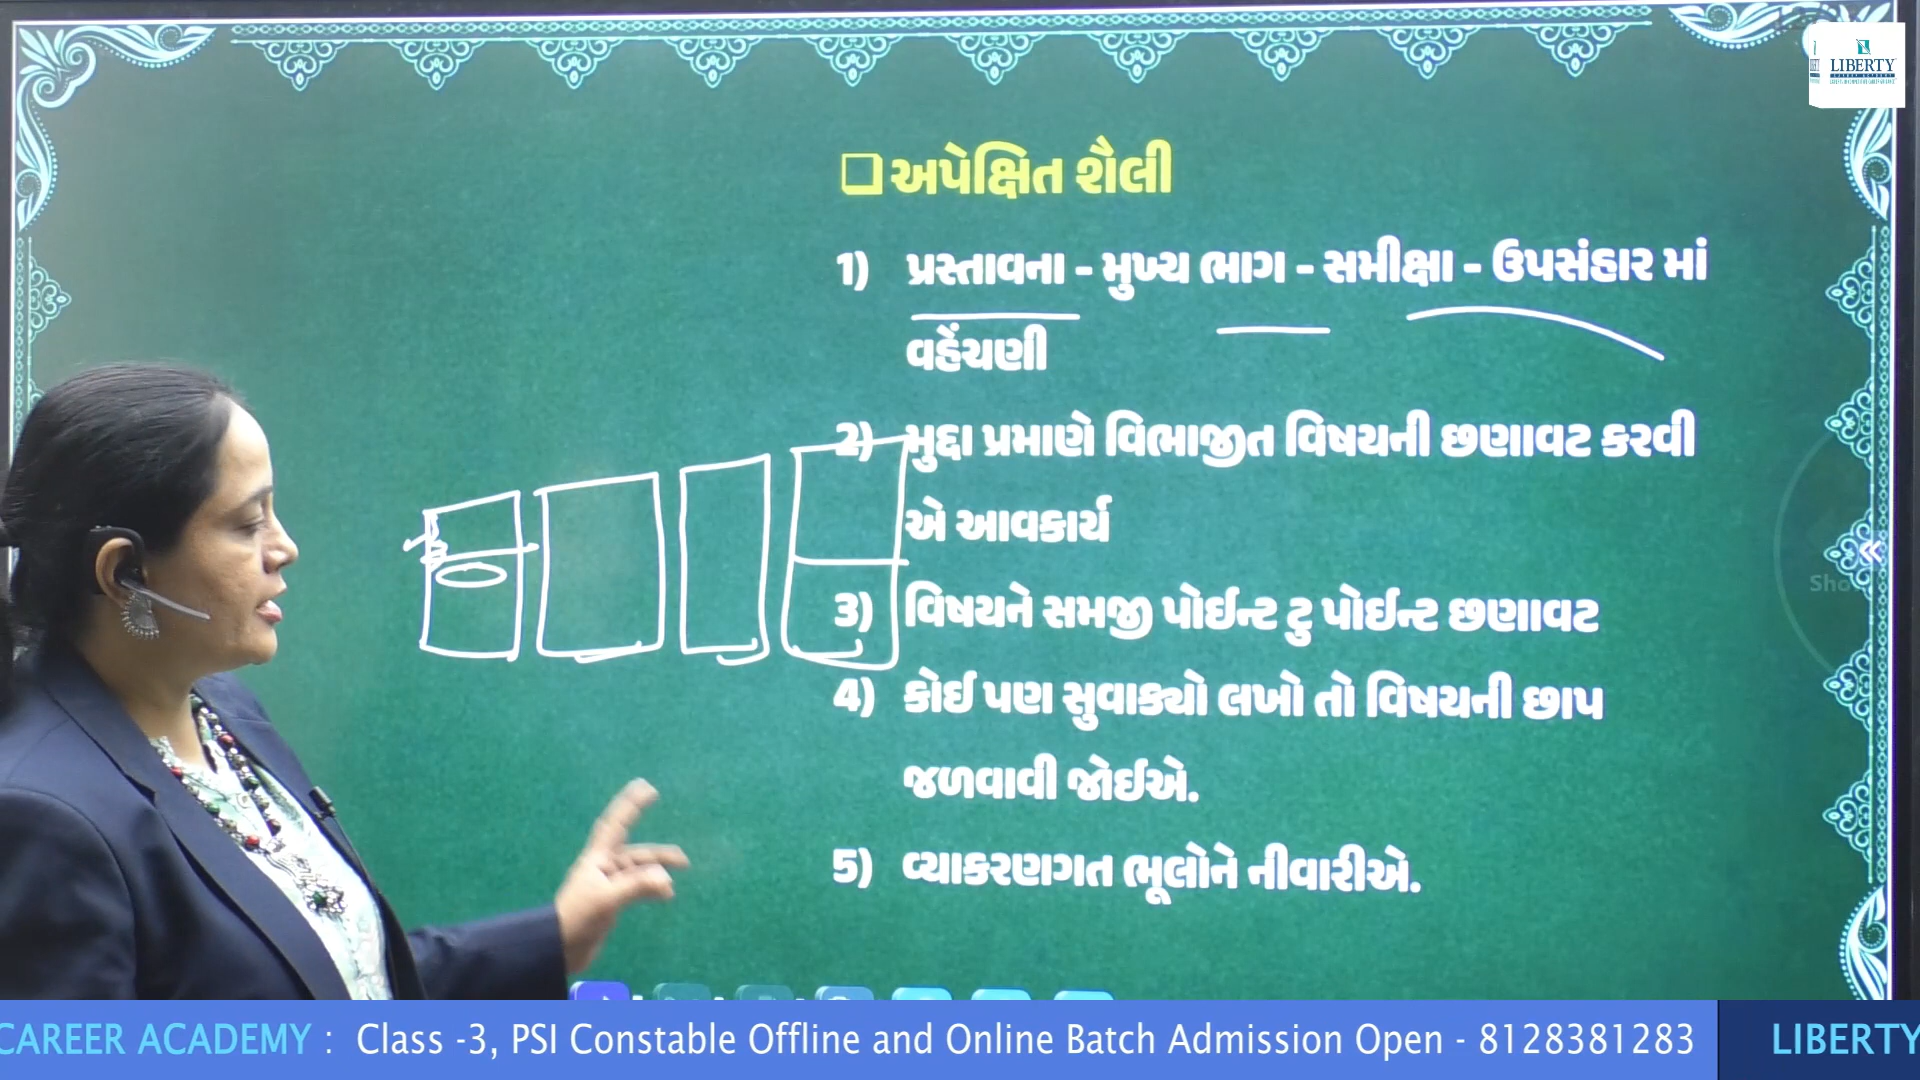 LIBERTY
❑ અપેક્ષિત શૈલી
1) પ્રસ્તાવના - મુખ્ય ભાગ - સમીક્ષા - ઉપસંહાર માં
વહેંચણી
2) મુદ્દા પ્રમાણે વિભાજીત વિષયની છણાવટ કરવી
એ આવકાર્ય
3) વિષયને સમજી પોઈન્ટ ટુ પોઈન્ટ છણાવટ
4) કોઈ પણ સુવાક્યો લખો તો વિષયની છાપ
જળવાવી જોઈએ.
5) વ્યાકરણગત ભૂલોને નીવારીએ.
Sho
CAREER ACADEMY : Class -3, PSI Constable Offline and Online Batch Admission Open - 8128381283 LIBERTY